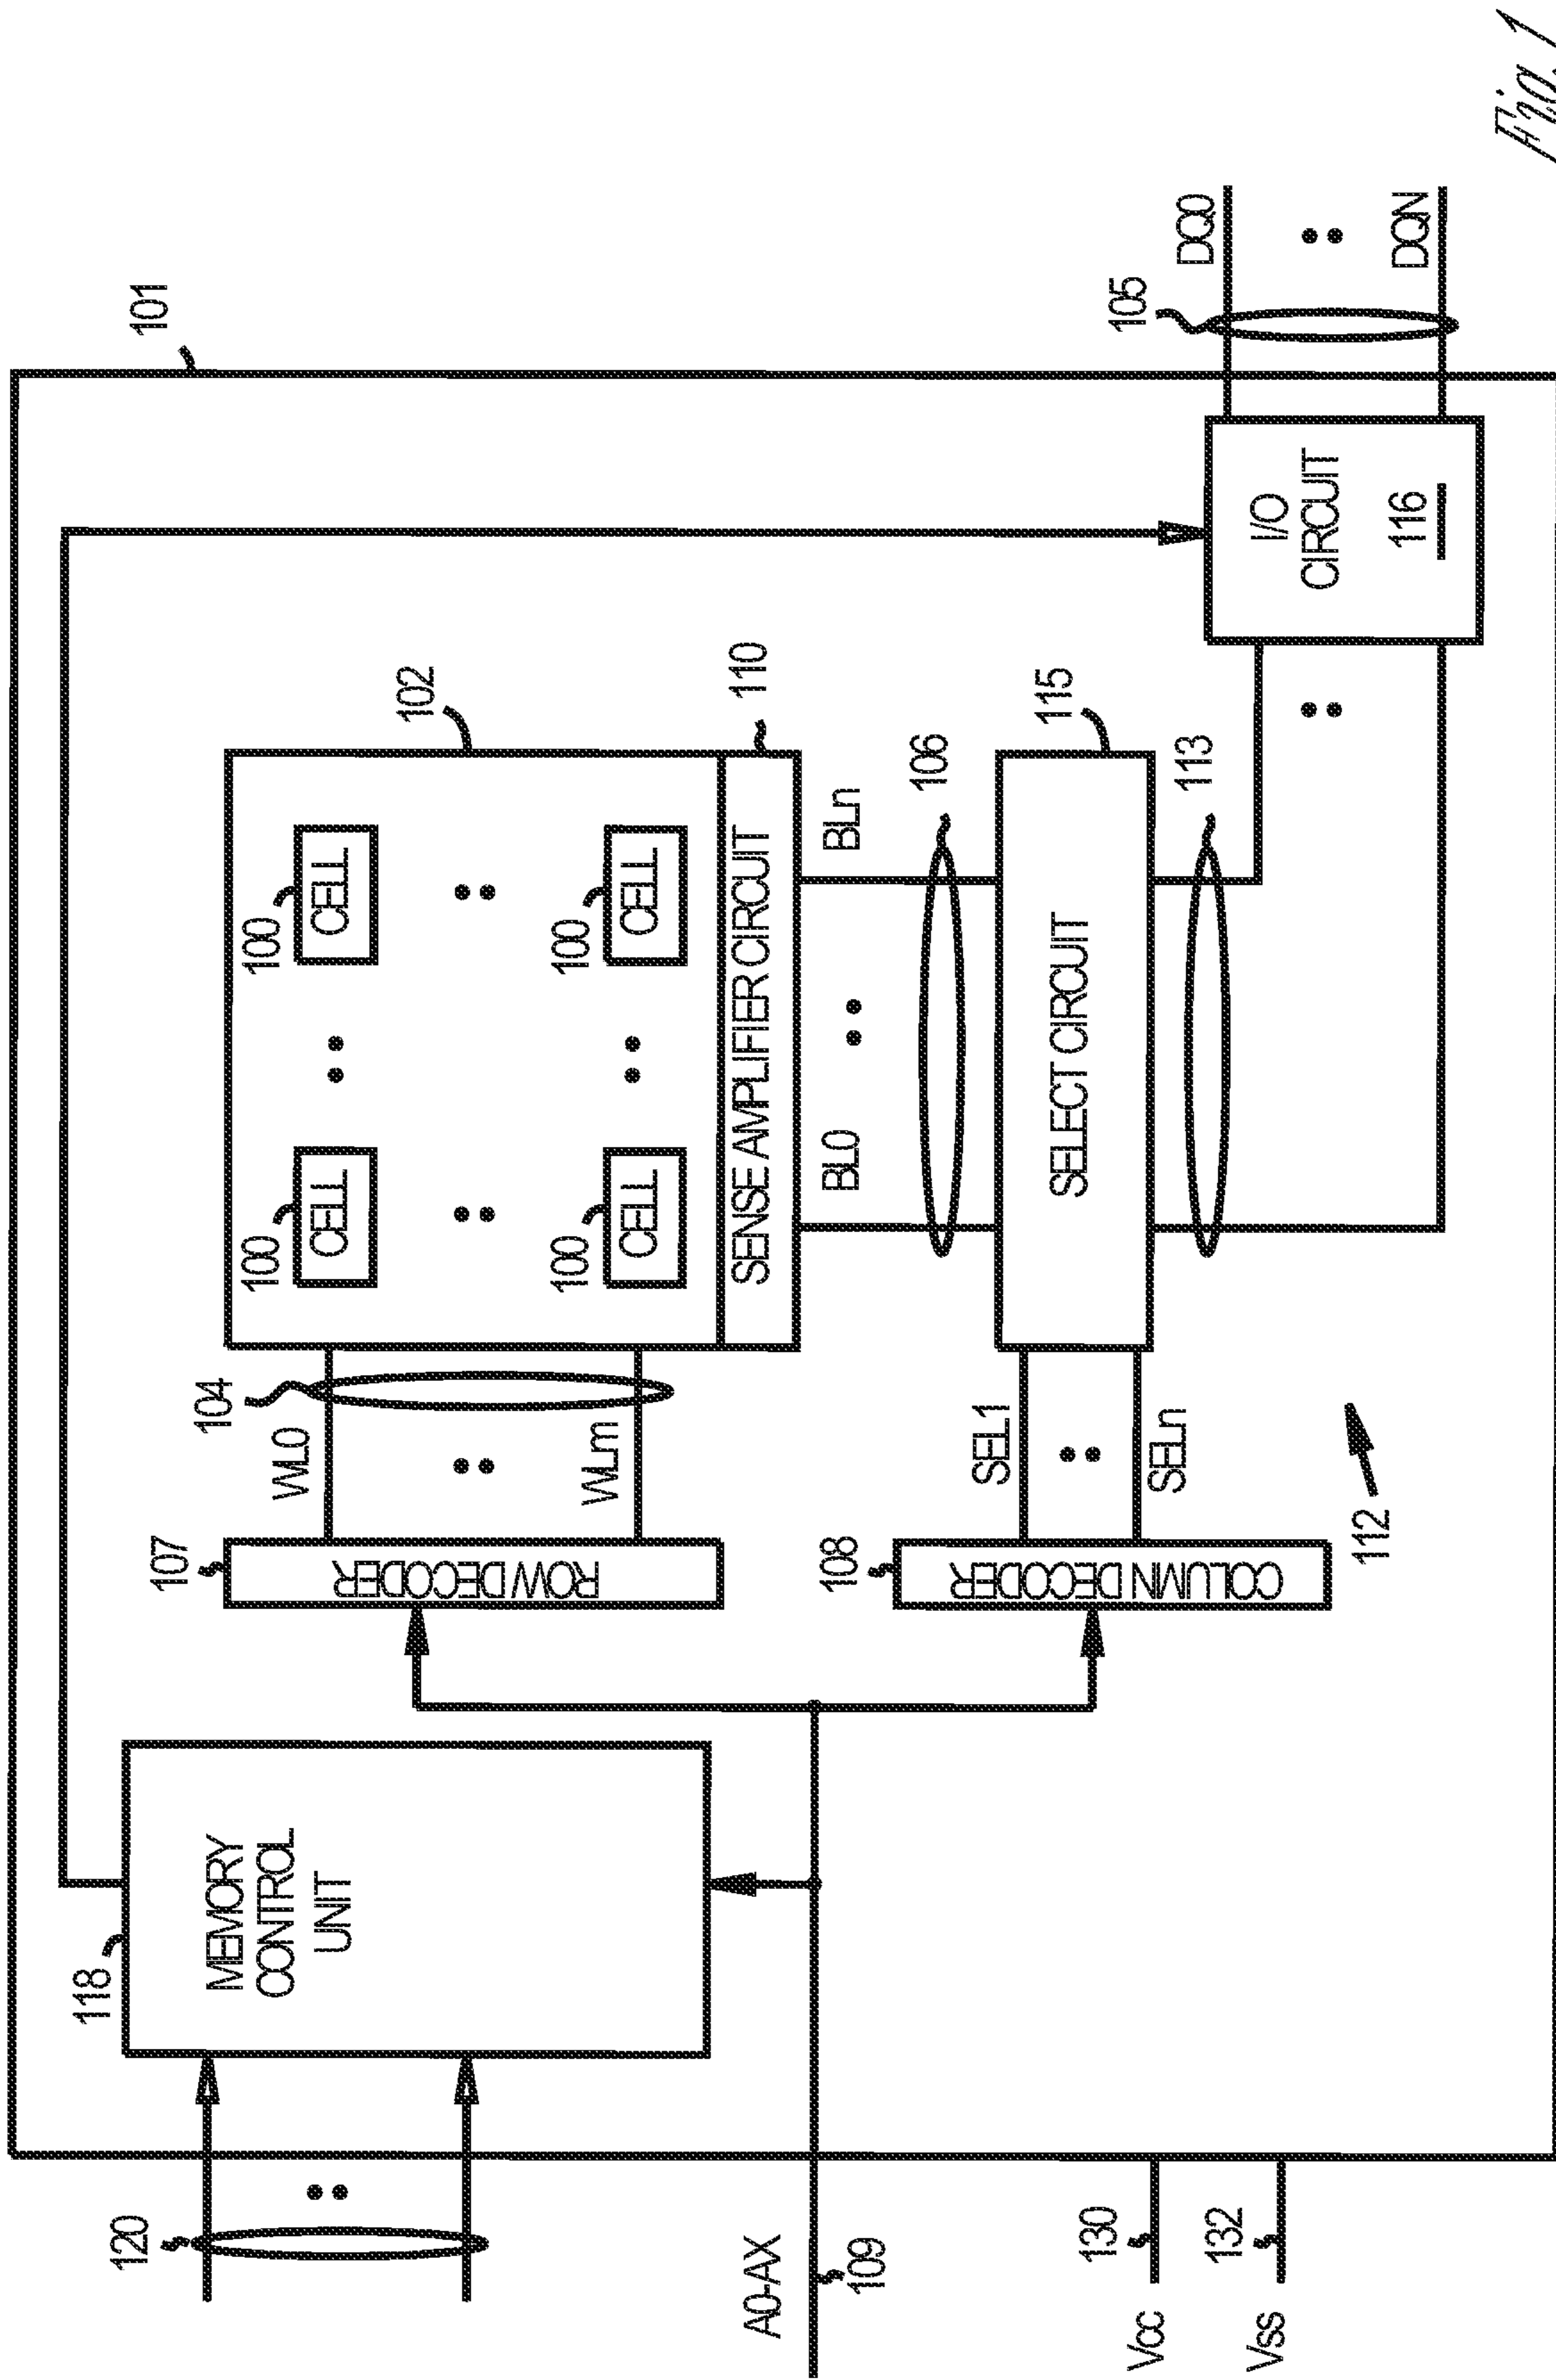 101
118
MEMORY
CONTROL
UNIT
120
107
ROW DECODER
WL0
WLm
104
102
100
CELL
100
CELL
100
CELL
100
CELL
SENSE AMPLIFIER CIRCUIT
110
BL0
BLn
106
A0-AX
109
108
COLUMN DECODER
SEL1
SELn
SELECT CIRCUIT
115
113
112
I/O
CIRCUIT
116
105
DQ0
DQN
Vcc
130
Vss
132
Fig. 1